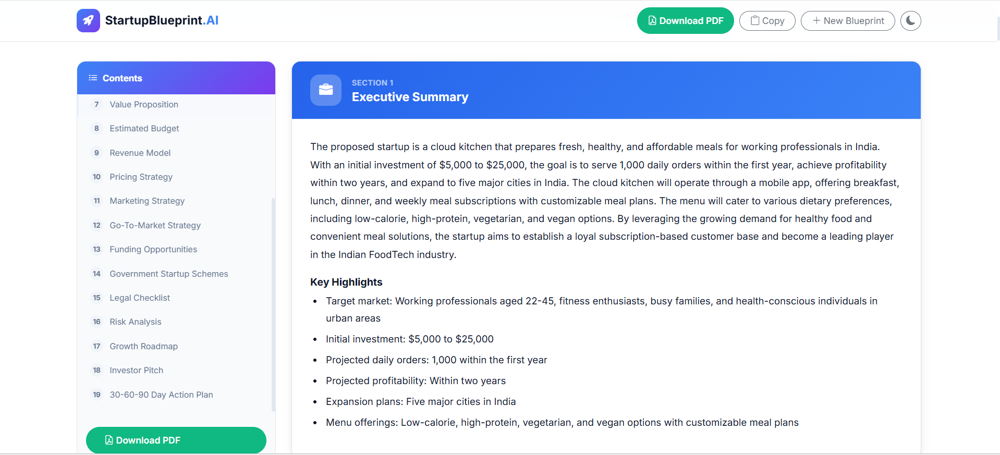 StartupBlueprint.AI
Download PDF
Copy
+ New Blueprint
Contents
7 Value Proposition
8 Estimated Budget
9 Revenue Model
10 Pricing Strategy
11 Marketing Strategy
12 Go-To-Market Strategy
13 Funding Opportunities
14 Government Startup Schemes
15 Legal Checklist
16 Risk Analysis
17 Growth Roadmap
18 Investor Pitch
19 30-60-90 Day Action Plan
Download PDF
SECTION 1
Executive Summary
The proposed startup is a cloud kitchen that prepares fresh, healthy, and affordable meals for working professionals in India.
With an initial investment of $5,000 to $25,000, the goal is to serve 1,000 daily orders within the first year, achieve profitability
within two years, and expand to five major cities in India. The cloud kitchen will operate through a mobile app, offering breakfast,
lunch, dinner, and weekly meal subscriptions with customizable meal plans. The menu will cater to various dietary preferences,
including low-calorie, high-protein, vegetarian, and vegan options. By leveraging the growing demand for healthy food and
convenient meal solutions, the startup aims to establish a loyal subscription-based customer base and become a leading player
in the Indian FoodTech industry.
Key Highlights
• Target market: Working professionals aged 22-45, fitness enthusiasts, busy families, and health-conscious individuals in
urban areas
• Initial investment: $5,000 to $25,000
• Projected daily orders: 1,000 within the first year
• Projected profitability: Within two years
• Expansion plans: Five major cities in India
• Menu offerings: Low-calorie, high-protein, vegetarian, and vegan options with customizable meal plans